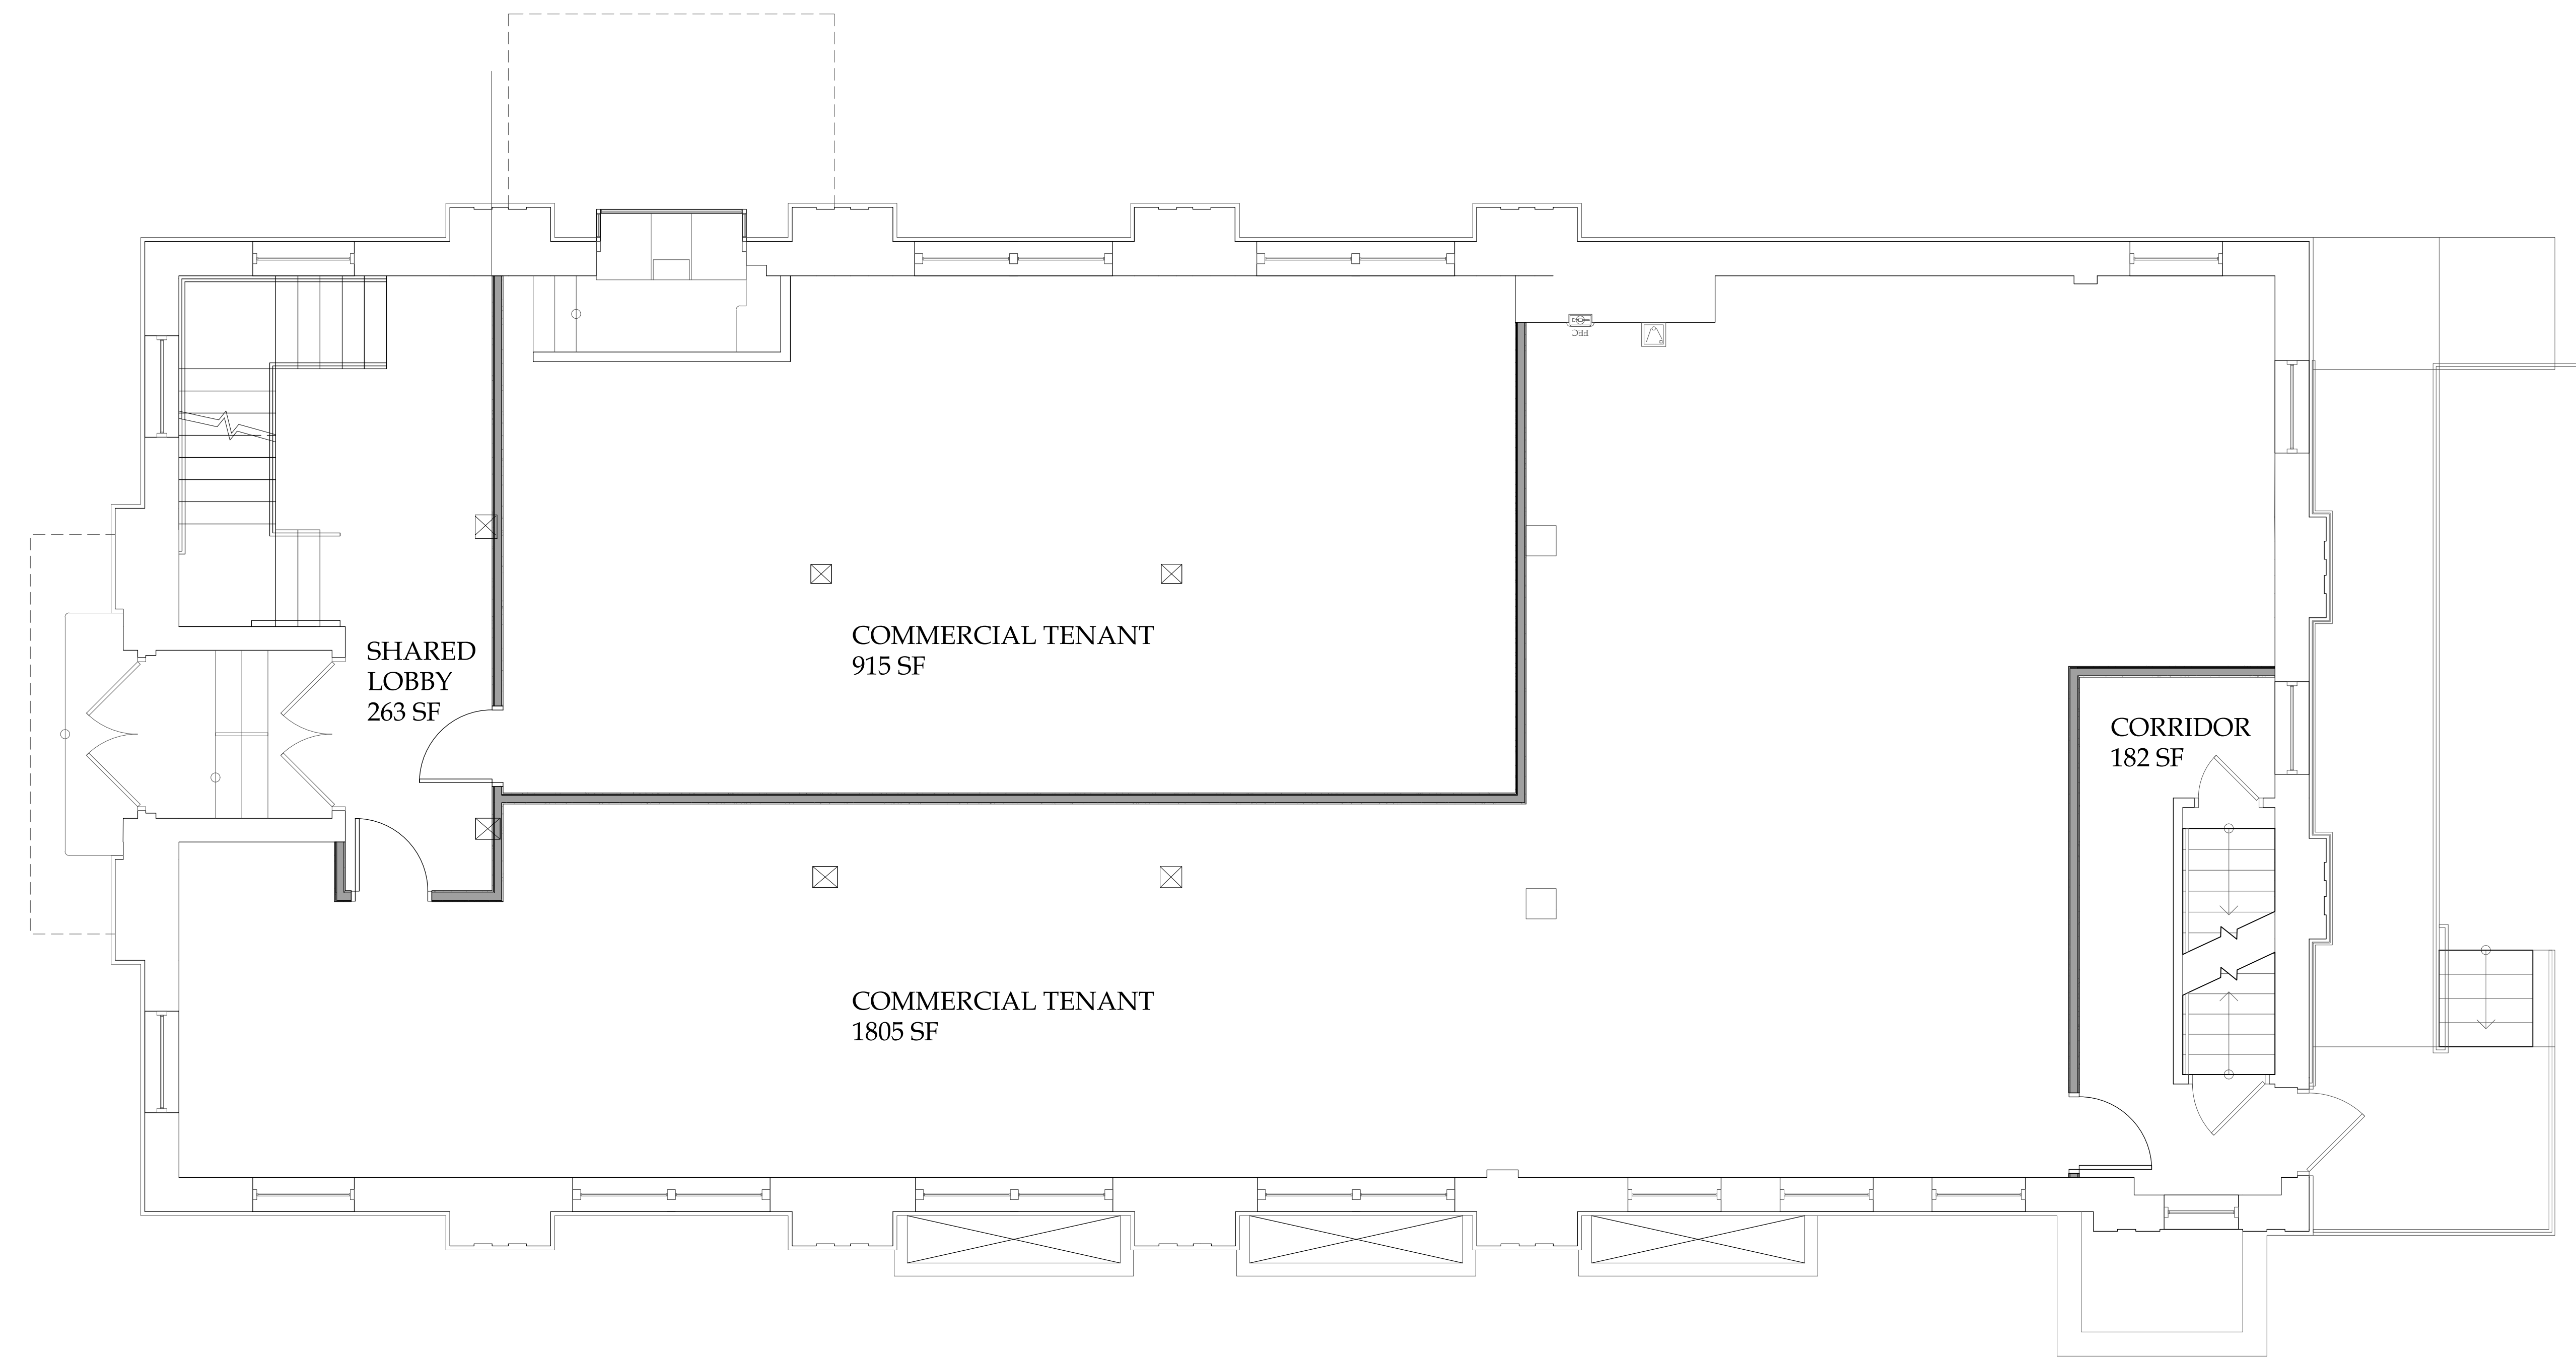 FEC
SHARED
LOBBY
263 SF
COMMERCIAL TENANT
915 SF
CORRIDOR
182 SF
COMMERCIAL TENANT
1805 SF